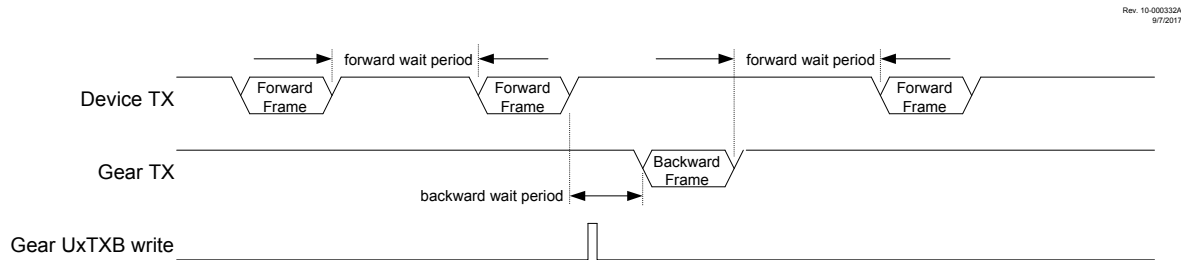 Rev. 10-000332A
9/7/2017
forward wait period
forward wait period
Device TX
Forward
Frame
Forward
Frame
Forward
Frame
Gear TX
Backward
Frame
backward wait period
Gear UxTXB write